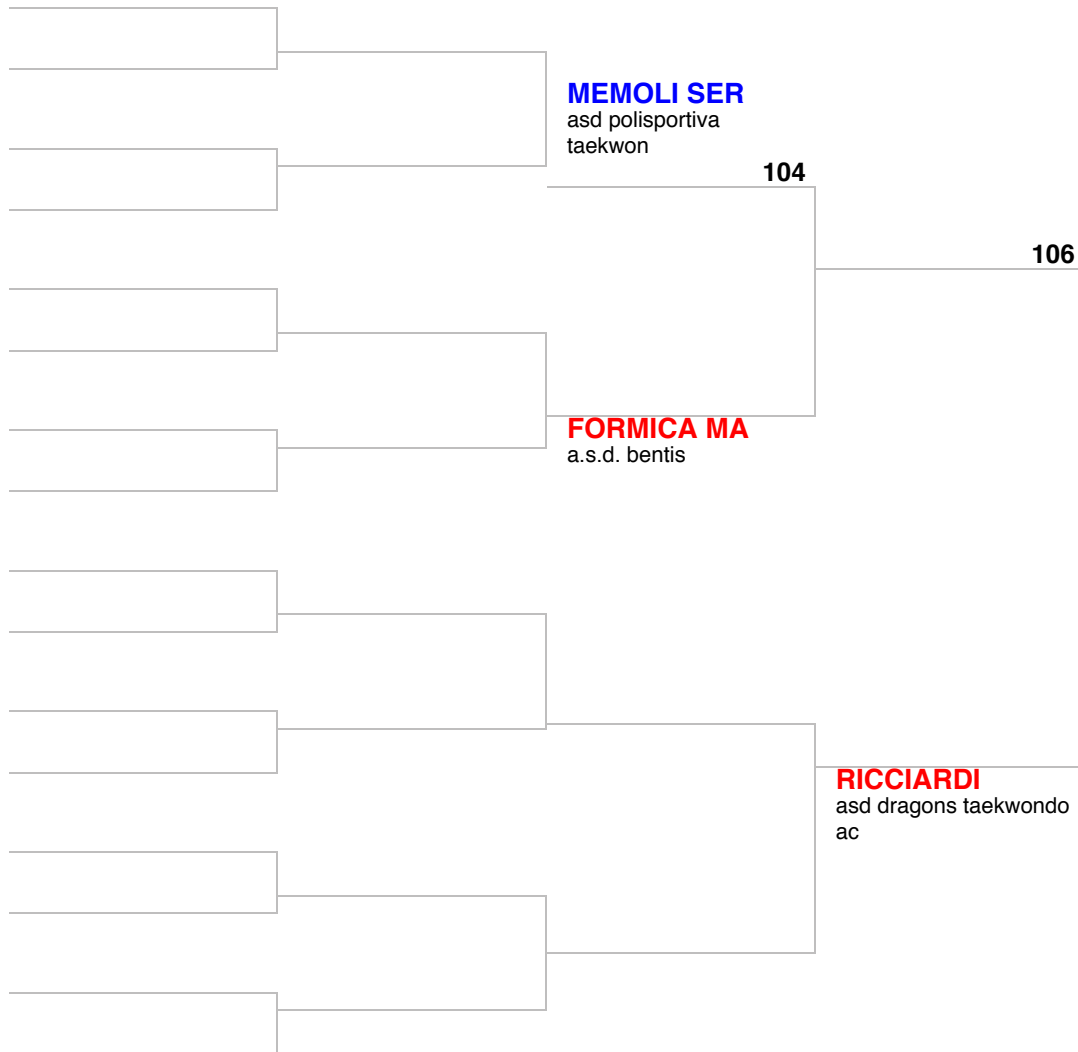 MEMOLI SER
asd polisportiva
taekwon
104
106
FORMICA MA
a.s.d. bentis
RICCIARDI
asd dragons taekwondo
ac